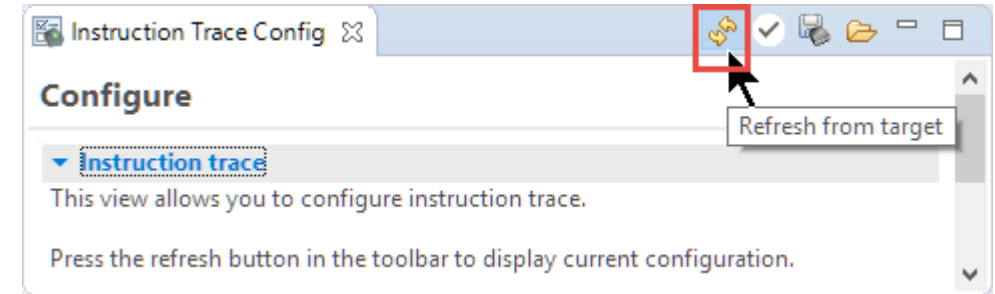 Instruction Trace Config
Configure
Refresh from target
Instruction trace
This view allows you to configure instruction trace.
Press the refresh button in the toolbar to display current configuration.